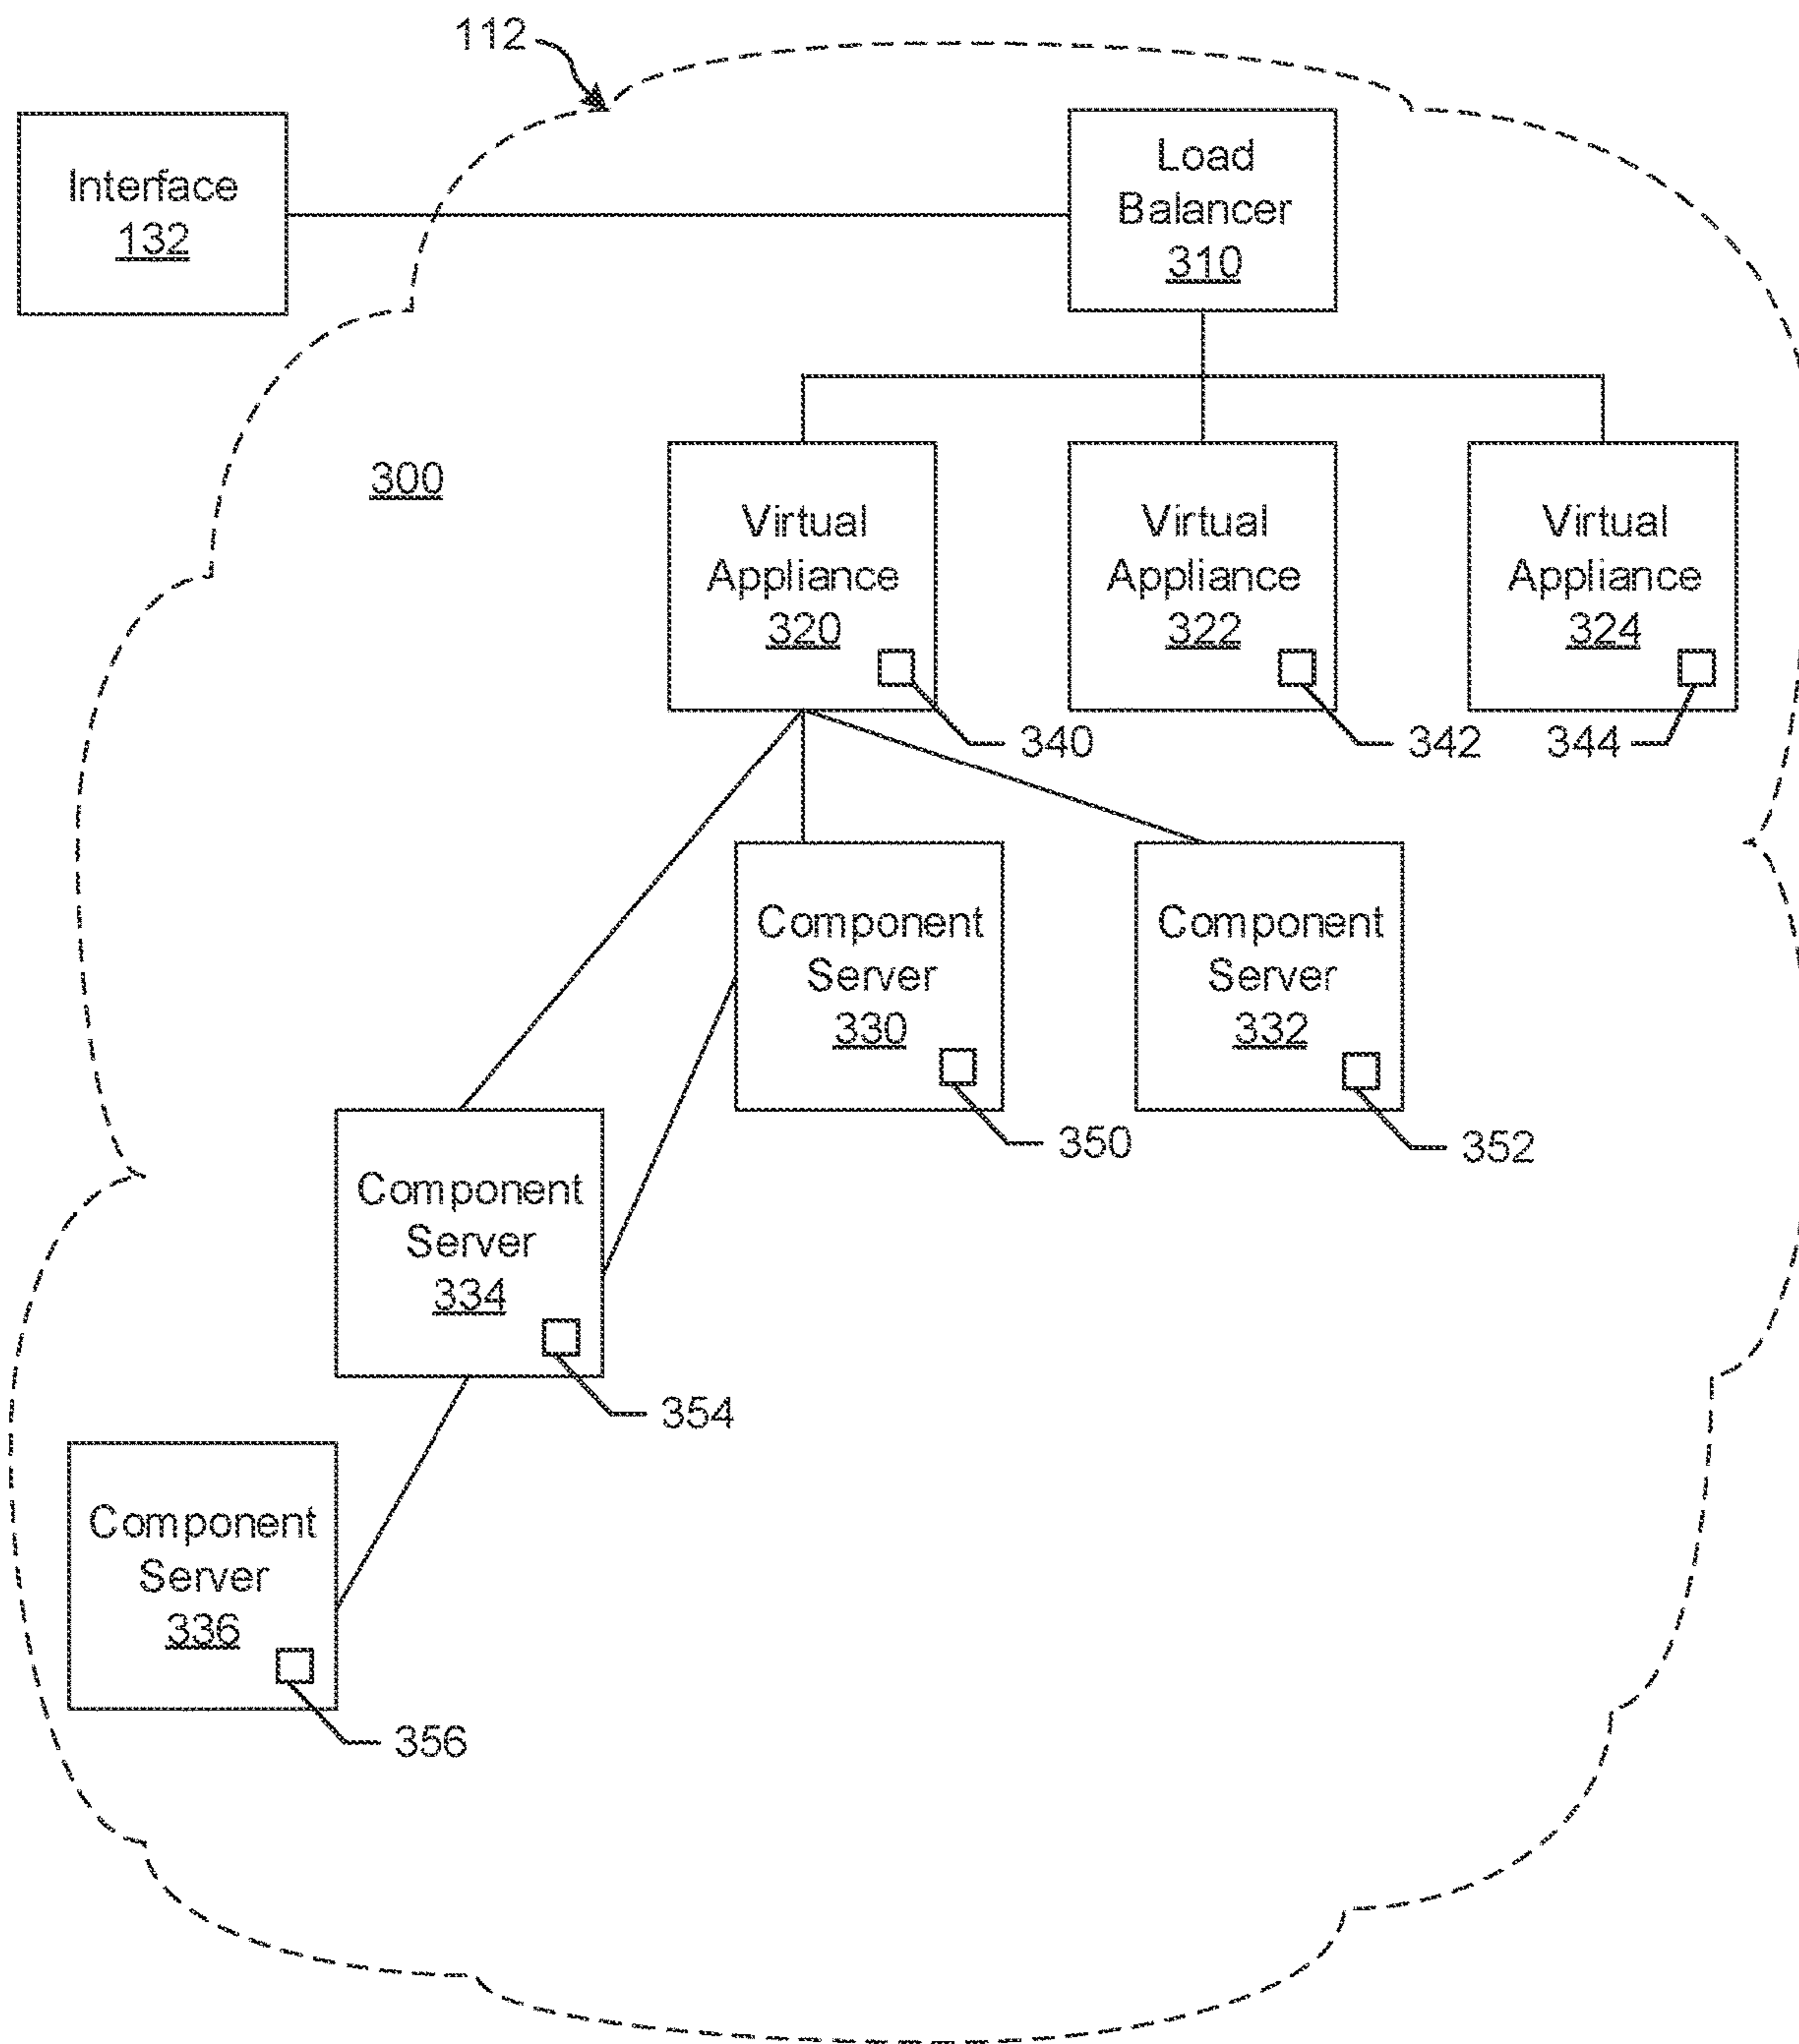 112
Interface
132
Load
Balancer
310
300
Virtual
Appliance
320
Virtual
Appliance
322
Virtual
Appliance
324
340
342
344
Component
Server
330
Component
Server
332
350
352
Component
Server
334
354
Component
Server
336
356